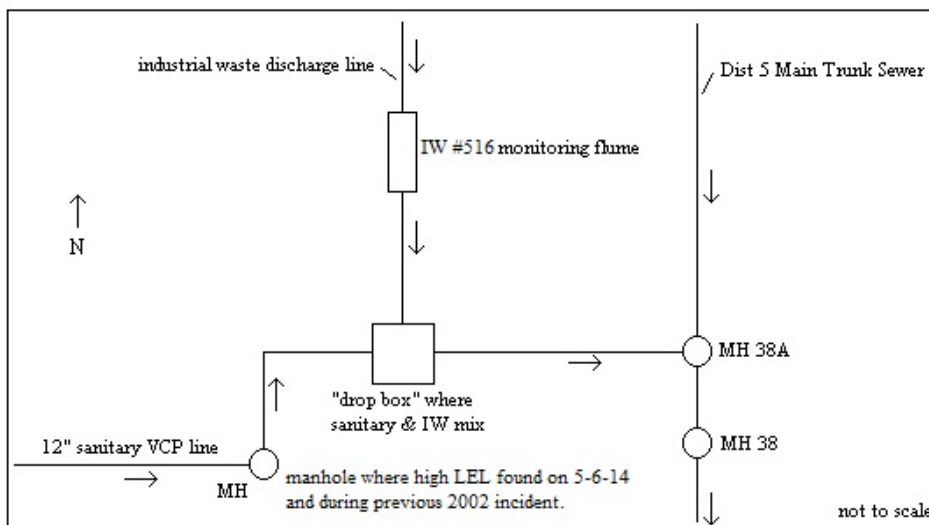 industrial waste discharge line
Dist 5 Main Trunk Sewer
IW #516 monitoring flume
N
MH 38A
"drop box" where
sanitary & IW mix
12" sanitary VCP line
MH 38
MH
manhole where high LEL found on 5-6-14
and during previous 2002 incident.
not to scale